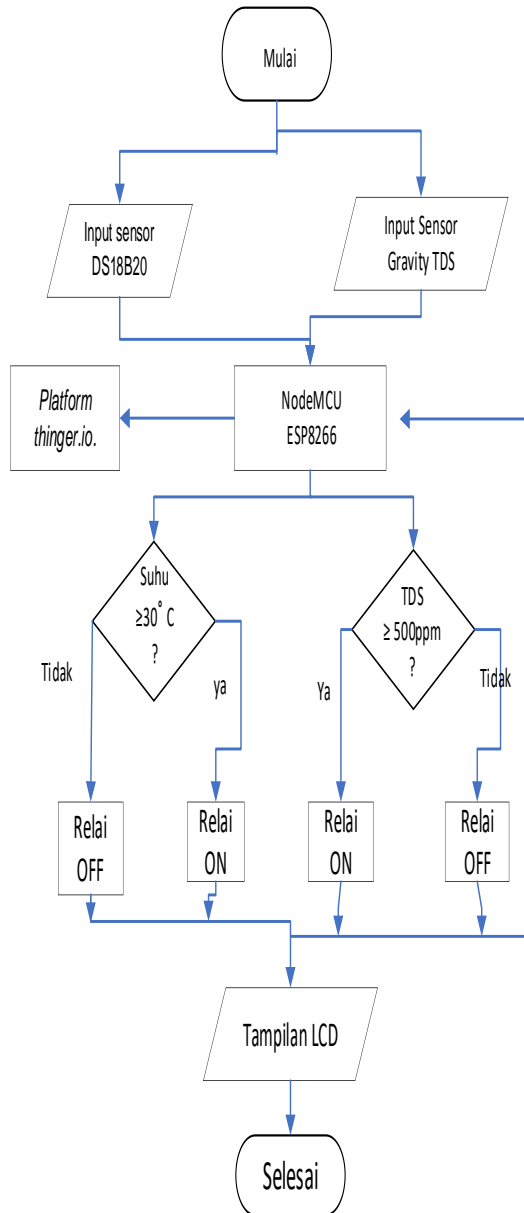 Mulai
Input sensor
DS18B20
Input Sensor
Gravity TDS
Platform
thinger.io.
NodeMCU
ESP8266
Suhu
≥30° C
?
TDS
≥ 500ppm
?
Tidak
ya
Ya
Tidak
Relai
OFF
Relai
ON
Relai
ON
Relai
OFF
Tampilan LCD
Selesai